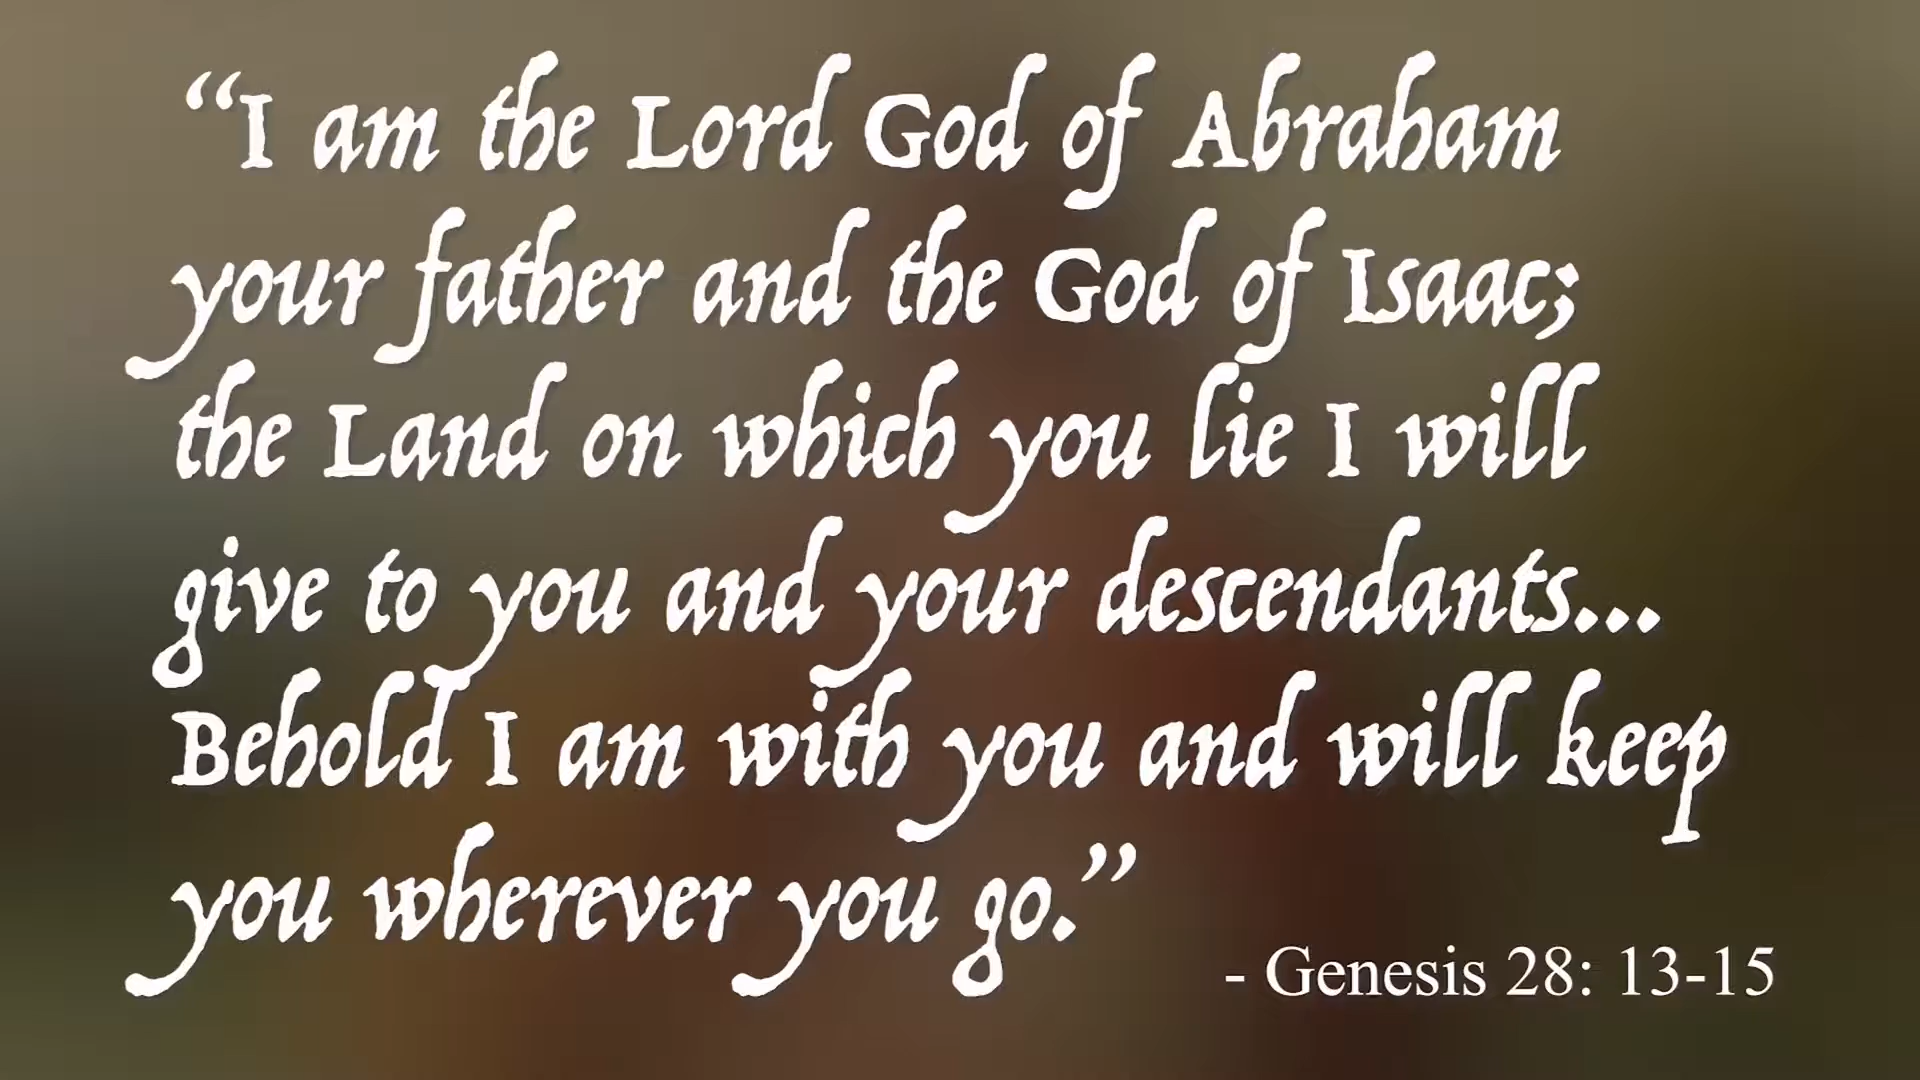 “I am the Lord God of Abraham
your father and the God of Isaac;
the Land on which you lie I will
give to you and your descendants...
Behold I am with you and will keep
you wherever you go.”
- Genesis 28: 13-15